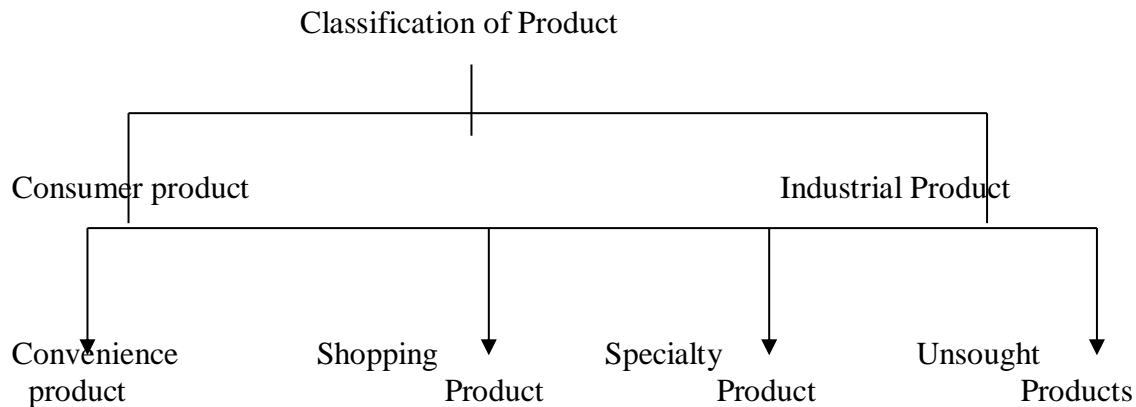 Classification of Product
Consumer product Industrial Product
Convenience Shopping Specialty Unsought
product Product Product Products